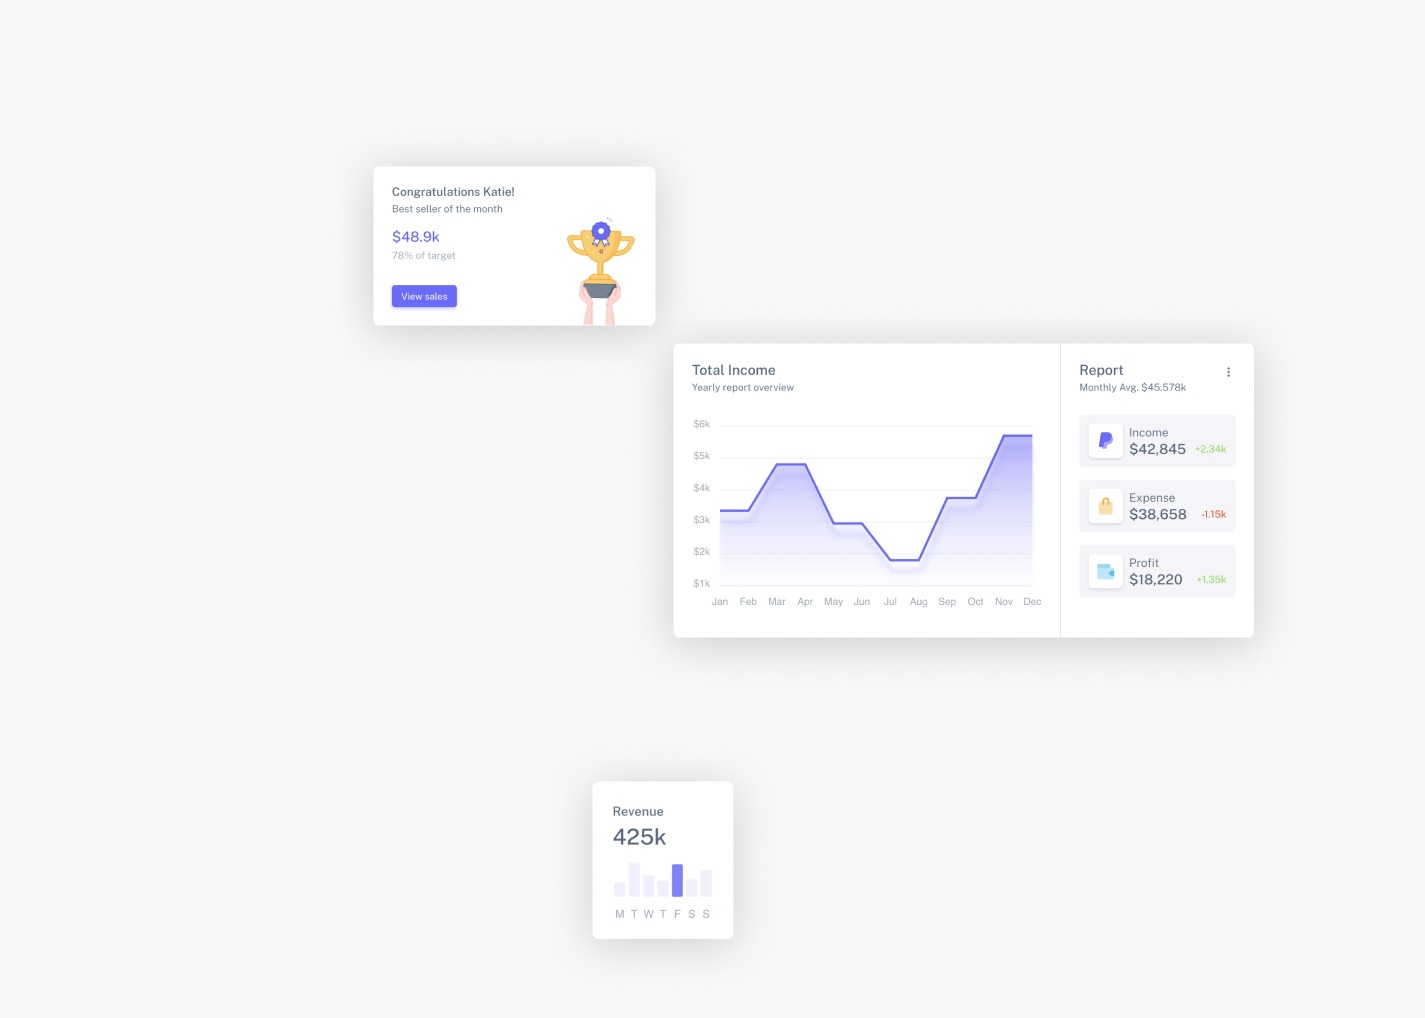 Congratulations Katie!
Best seller of the month
$48.9k
78% of target
View sales
Total Income
Yearly report overview
$6k
$5k
$4k
$3k
$2k
$1k
Jan Feb Mar Apr May Jun Jul Aug Sep Oct Nov Dec
Report
Monthly Avg. $45.578k
Income
$42,845 +2.34k
Expense
$38,658 -1.15k
Profit
$18,220 +1.35k
Revenue
425k
M T W T F S S